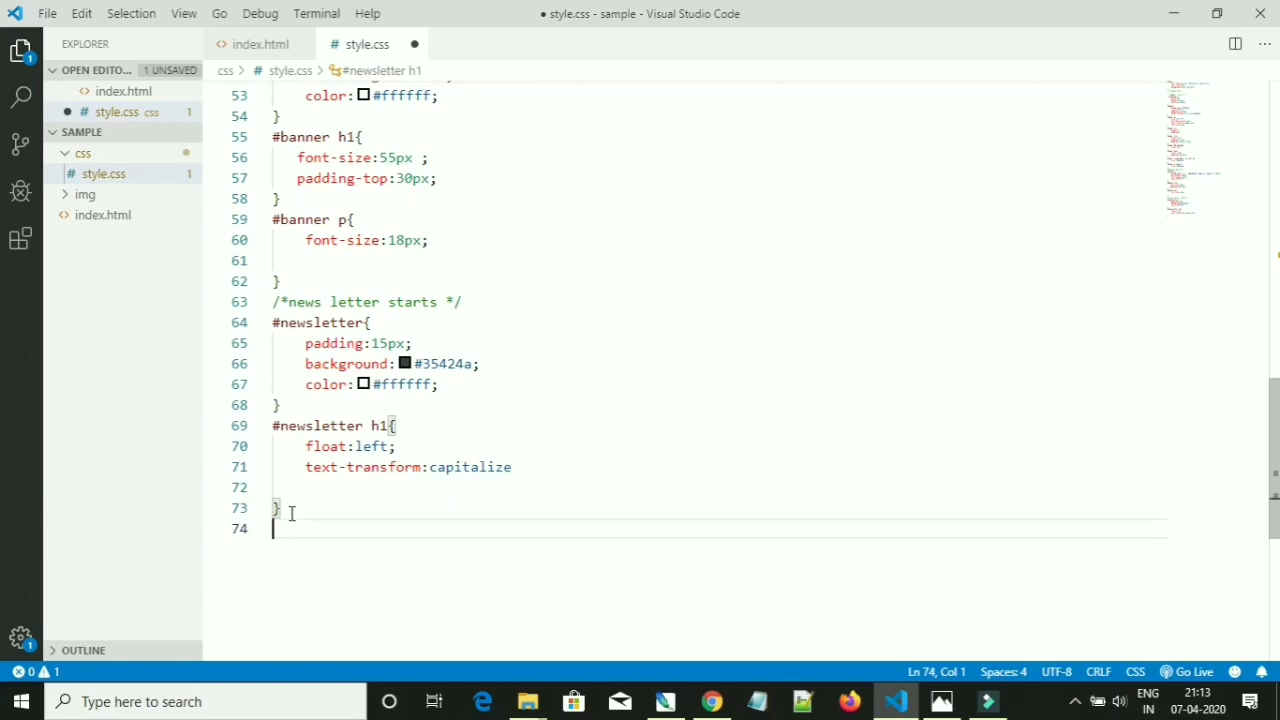 File Edit Selection View Go Debug Terminal Help
● style.css - sample - Visual Studio Code
EXPLORER
<> index.html
# style.css ●
OPEN EDITO... 1 UNSAVED
css > # style.css > #newsletter h1
<> index.html
● # style.css css 1
SAMPLE
css
# style.css 1
img
<> index.html
53 color: #ffffff;
54 }
55 #banner h1{
56 font-size:55px ;
57 padding-top:30px;
58 }
59 #banner p{
60 font-size:18px;
61
62 }
63 /*news letter starts */
64 #newsletter{
65 padding:15px;
66 background: #35424a;
67 color: #ffffff;
68 }
69 #newsletter h1{
70 float:left;
71 text-transform:capitalize
72
73 }
74
1
1
OUTLINE
0 1
Ln 74, Col 1 Spaces: 4 UTF-8 CRLF CSS Go Live
Type here to search
ENG
IN
21:13
07-04-2020